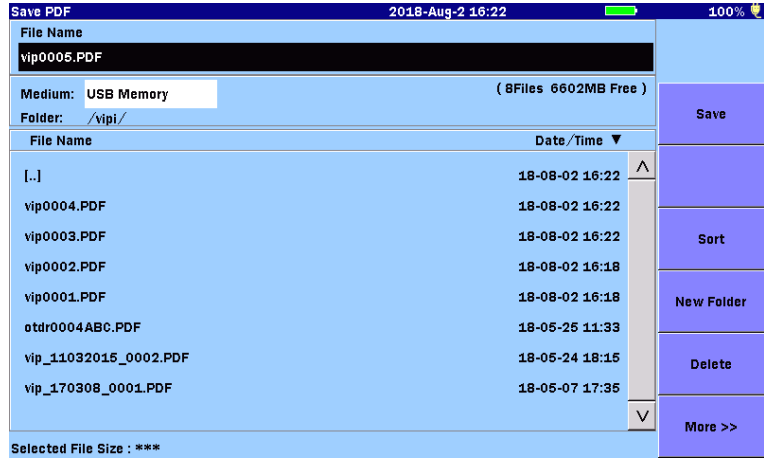 Save PDF 2018-Aug-2 16:22 100%
File Name
vip0005.PDF
Medium: USB Memory ( 8Files 6602MB Free )
Folder: /vipi/
File Name Date/Time ▼
[..] 18-08-02 16:22
vip0004.PDF 18-08-02 16:22
vip0003.PDF 18-08-02 16:22
vip0002.PDF 18-08-02 16:18
vip0001.PDF 18-08-02 16:18
otdr0004ABC.PDF 18-05-25 11:33
vip_11032015_0002.PDF 18-05-24 18:15
vip_170308_0001.PDF 18-05-07 17:35
Selected File Size : ***
Save
Sort
New Folder
Delete
More >>